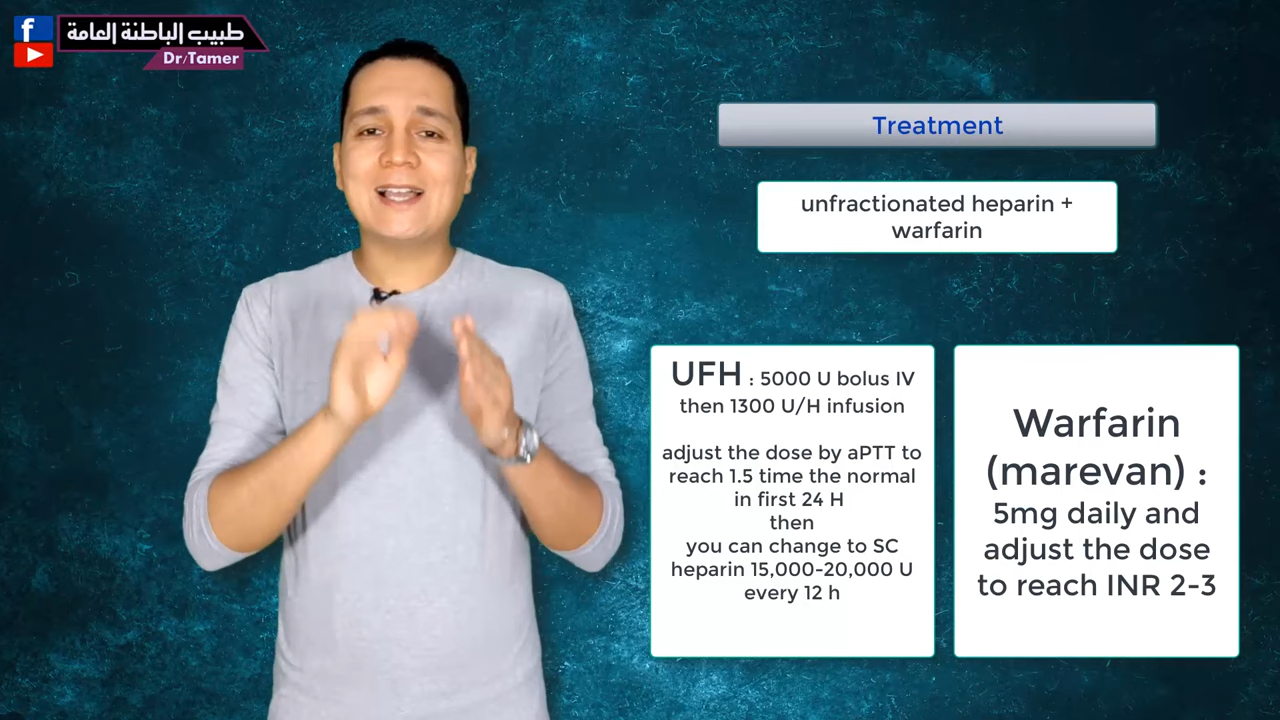 طبيب الباطنة العامة
Dr/Tamer
Treatment
unfractionated heparin +
warfarin
UFH : 5000 U bolus IV
then 1300 U/H infusion
adjust the dose by aPTT to
reach 1.5 time the normal
in first 24 H
then
you can change to SC
heparin 15,000-20,000 U
every 12 h
Warfarin
(marevan) :
5mg daily and
adjust the dose
to reach INR 2-3